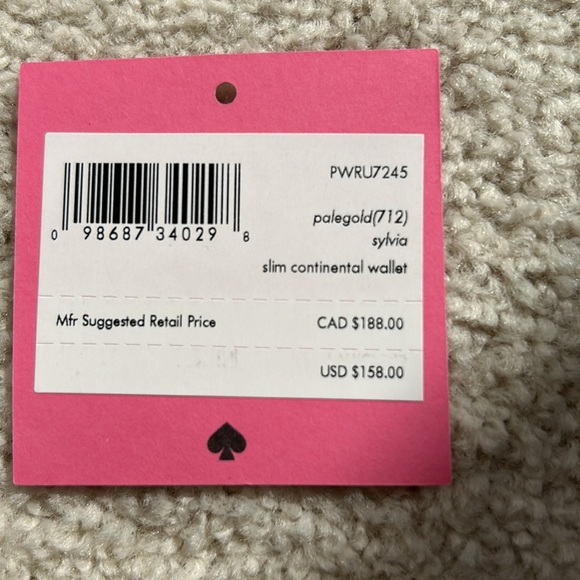 PWRU7245
palegold(712)
sylvia
slim continental wallet
0 98687 34029 8
Mfr Suggested Retail Price CAD $188.00
USD $158.00